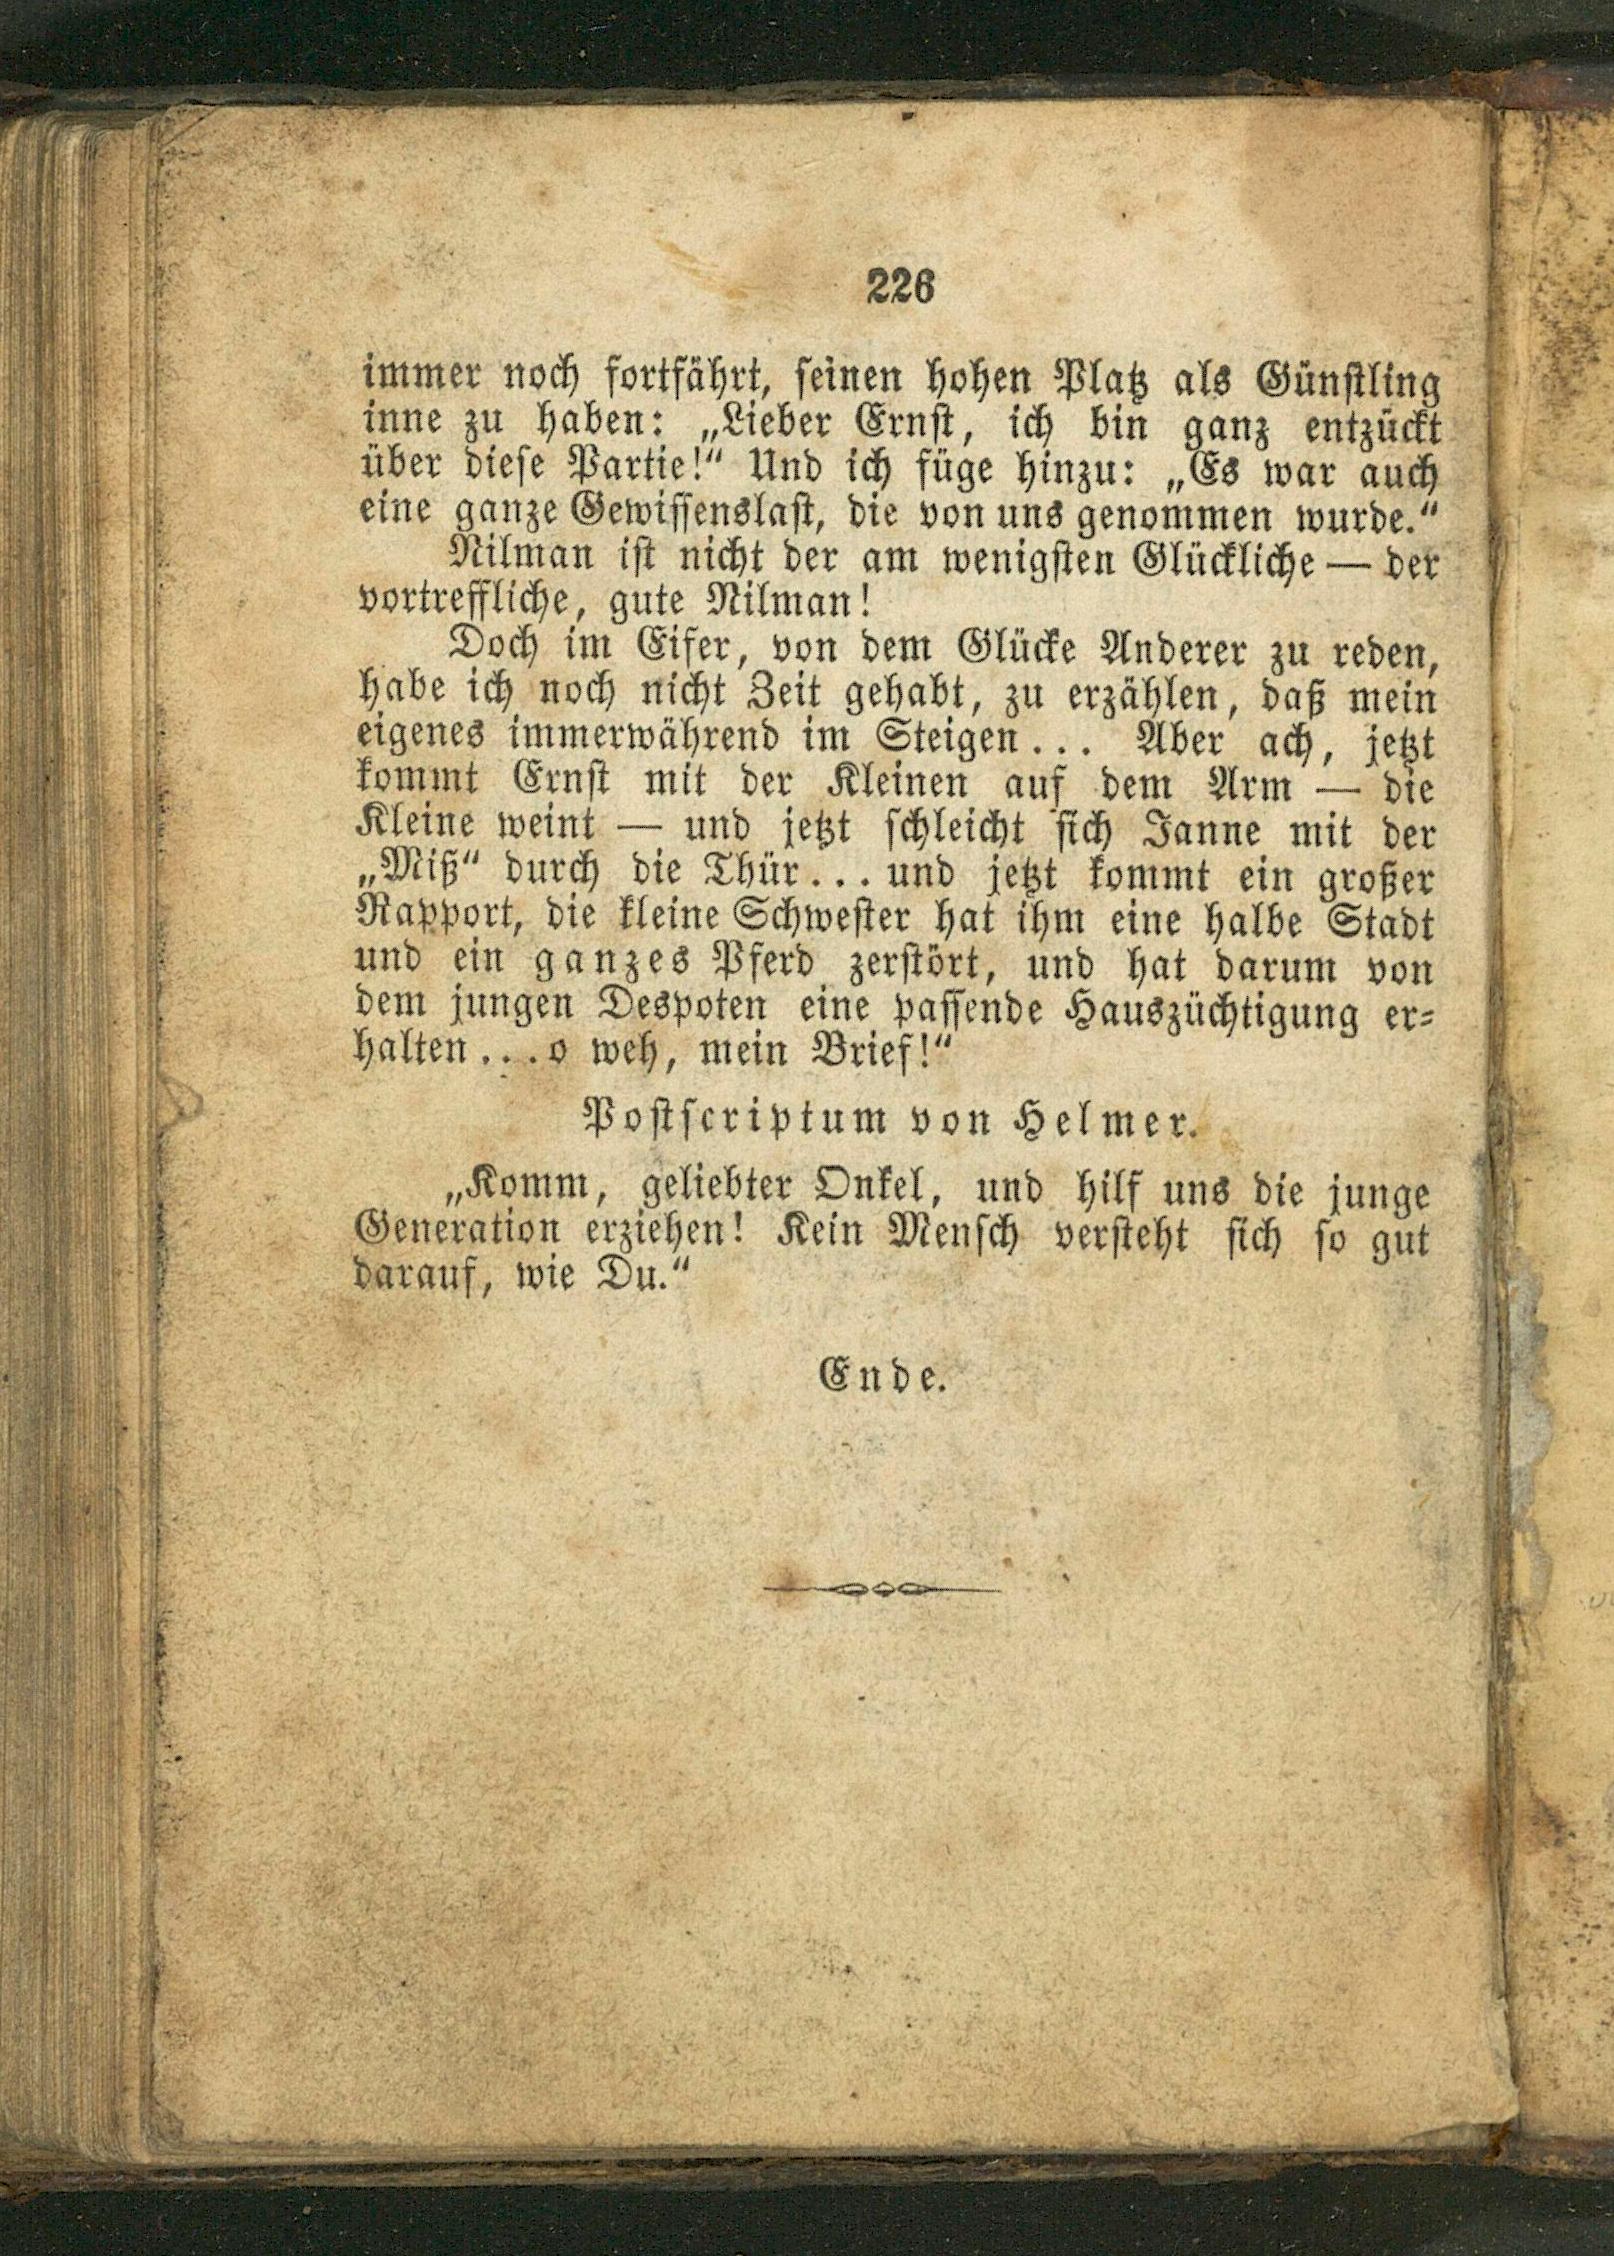 226
immer noch fortfährt, seinen hohen Platz als Günstling
inne zu haben: „Lieber Ernst, ich bin ganz entzückt
über diese Partie!“ Und ich füge hinzu: „Es war auch
eine ganze Gewissenslast, die von uns genommen wurde.“
Nilman ist nicht der am wenigsten Glückliche — der
vortreffliche, gute Nilman!
Doch im Eifer, von dem Glücke Anderer zu reden,
habe ich noch nicht Zeit gehabt, zu erzählen, daß mein
eigenes immerwährend im Steigen... Aber ach, jetzt
kommt Ernst mit der Kleinen auf dem Arm — die
Kleine weint — und jetzt schleicht sich Janne mit der
„Miß“ durch die Thür... und jetzt kommt ein großer
Rapport, die kleine Schwester hat ihm eine halbe Stadt
und ein ganzes Pferd zerstört, und hat darum von
dem jungen Despoten eine passende Hauszüchtigung er-
halten...o weh, mein Brief!“
Postscriptum von Helmer.
„Komm, geliebter Onkel, und hilf uns die junge
Generation erziehen! Kein Mensch versteht sich so gut
darauf, wie Du.“
Ende.